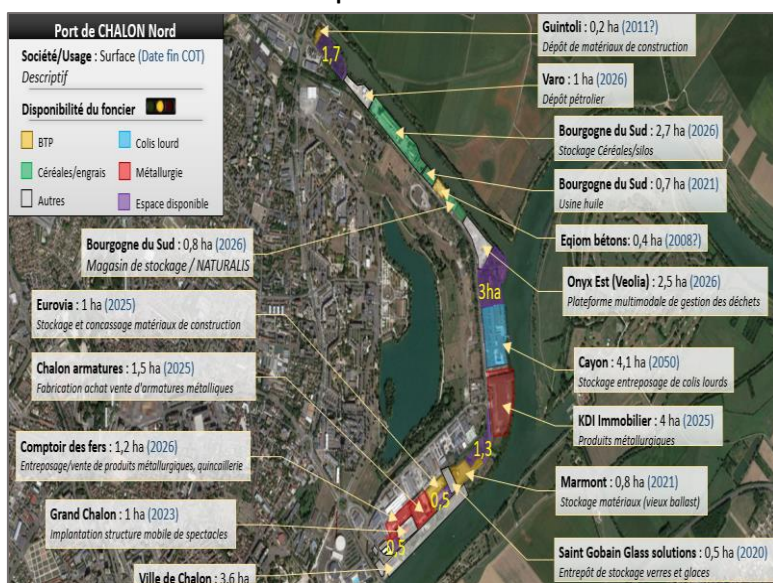 Port de CHALON Nord
Société/Usage : Surface (Date fin COT)
Descriptif
Disponibilité du foncier
BTP
Colis lourd
Céréales/engrais
Métallurgie
Autres
Espace disponible
Guintoli : 0,2 ha (2011?)
Dépôt de matériaux de construction
1,7
Varo : 1 ha (2026)
Dépôt pétrolier
Bourgogne du Sud : 2,7 ha (2026)
Stockage Céréales/silos
Bourgogne du Sud : 0,7 ha (2021)
Usine huile
Eqiom bétons: 0,4 ha (2008?)
Bourgogne du Sud : 0,8 ha (2026)
Magasin de stockage / NATURALIS
Onyx Est (Veolia) : 2,5 ha (2026)
Plateforme multimodale de gestion des déchets
3ha
Eurovia : 1 ha (2025)
Stockage et concassage matériaux de construction
Cayon : 4,1 ha (2050)
Stockage entreposage de colis lourds
Chalon armatures : 1,5 ha (2025)
Fabrication achat vente d'armatures métalliques
KDI Immobilier : 4 ha (2025)
Produits métallurgiques
1,3
Comptoir des fers : 1,2 ha (2026)
Entreposage/vente de produits métallurgiques, quincaillerie
Marmont : 0,8 ha (2021)
Stockage matériaux (vieux ballast)
0,5
Grand Chalon : 1 ha (2023)
Implantation structure mobile de spectacles
0,5
Saint Gobain Glass solutions : 0,5 ha (2020)
Entrepôt de stockage verres et glaces
Ville de Chalon : 3,6 ha